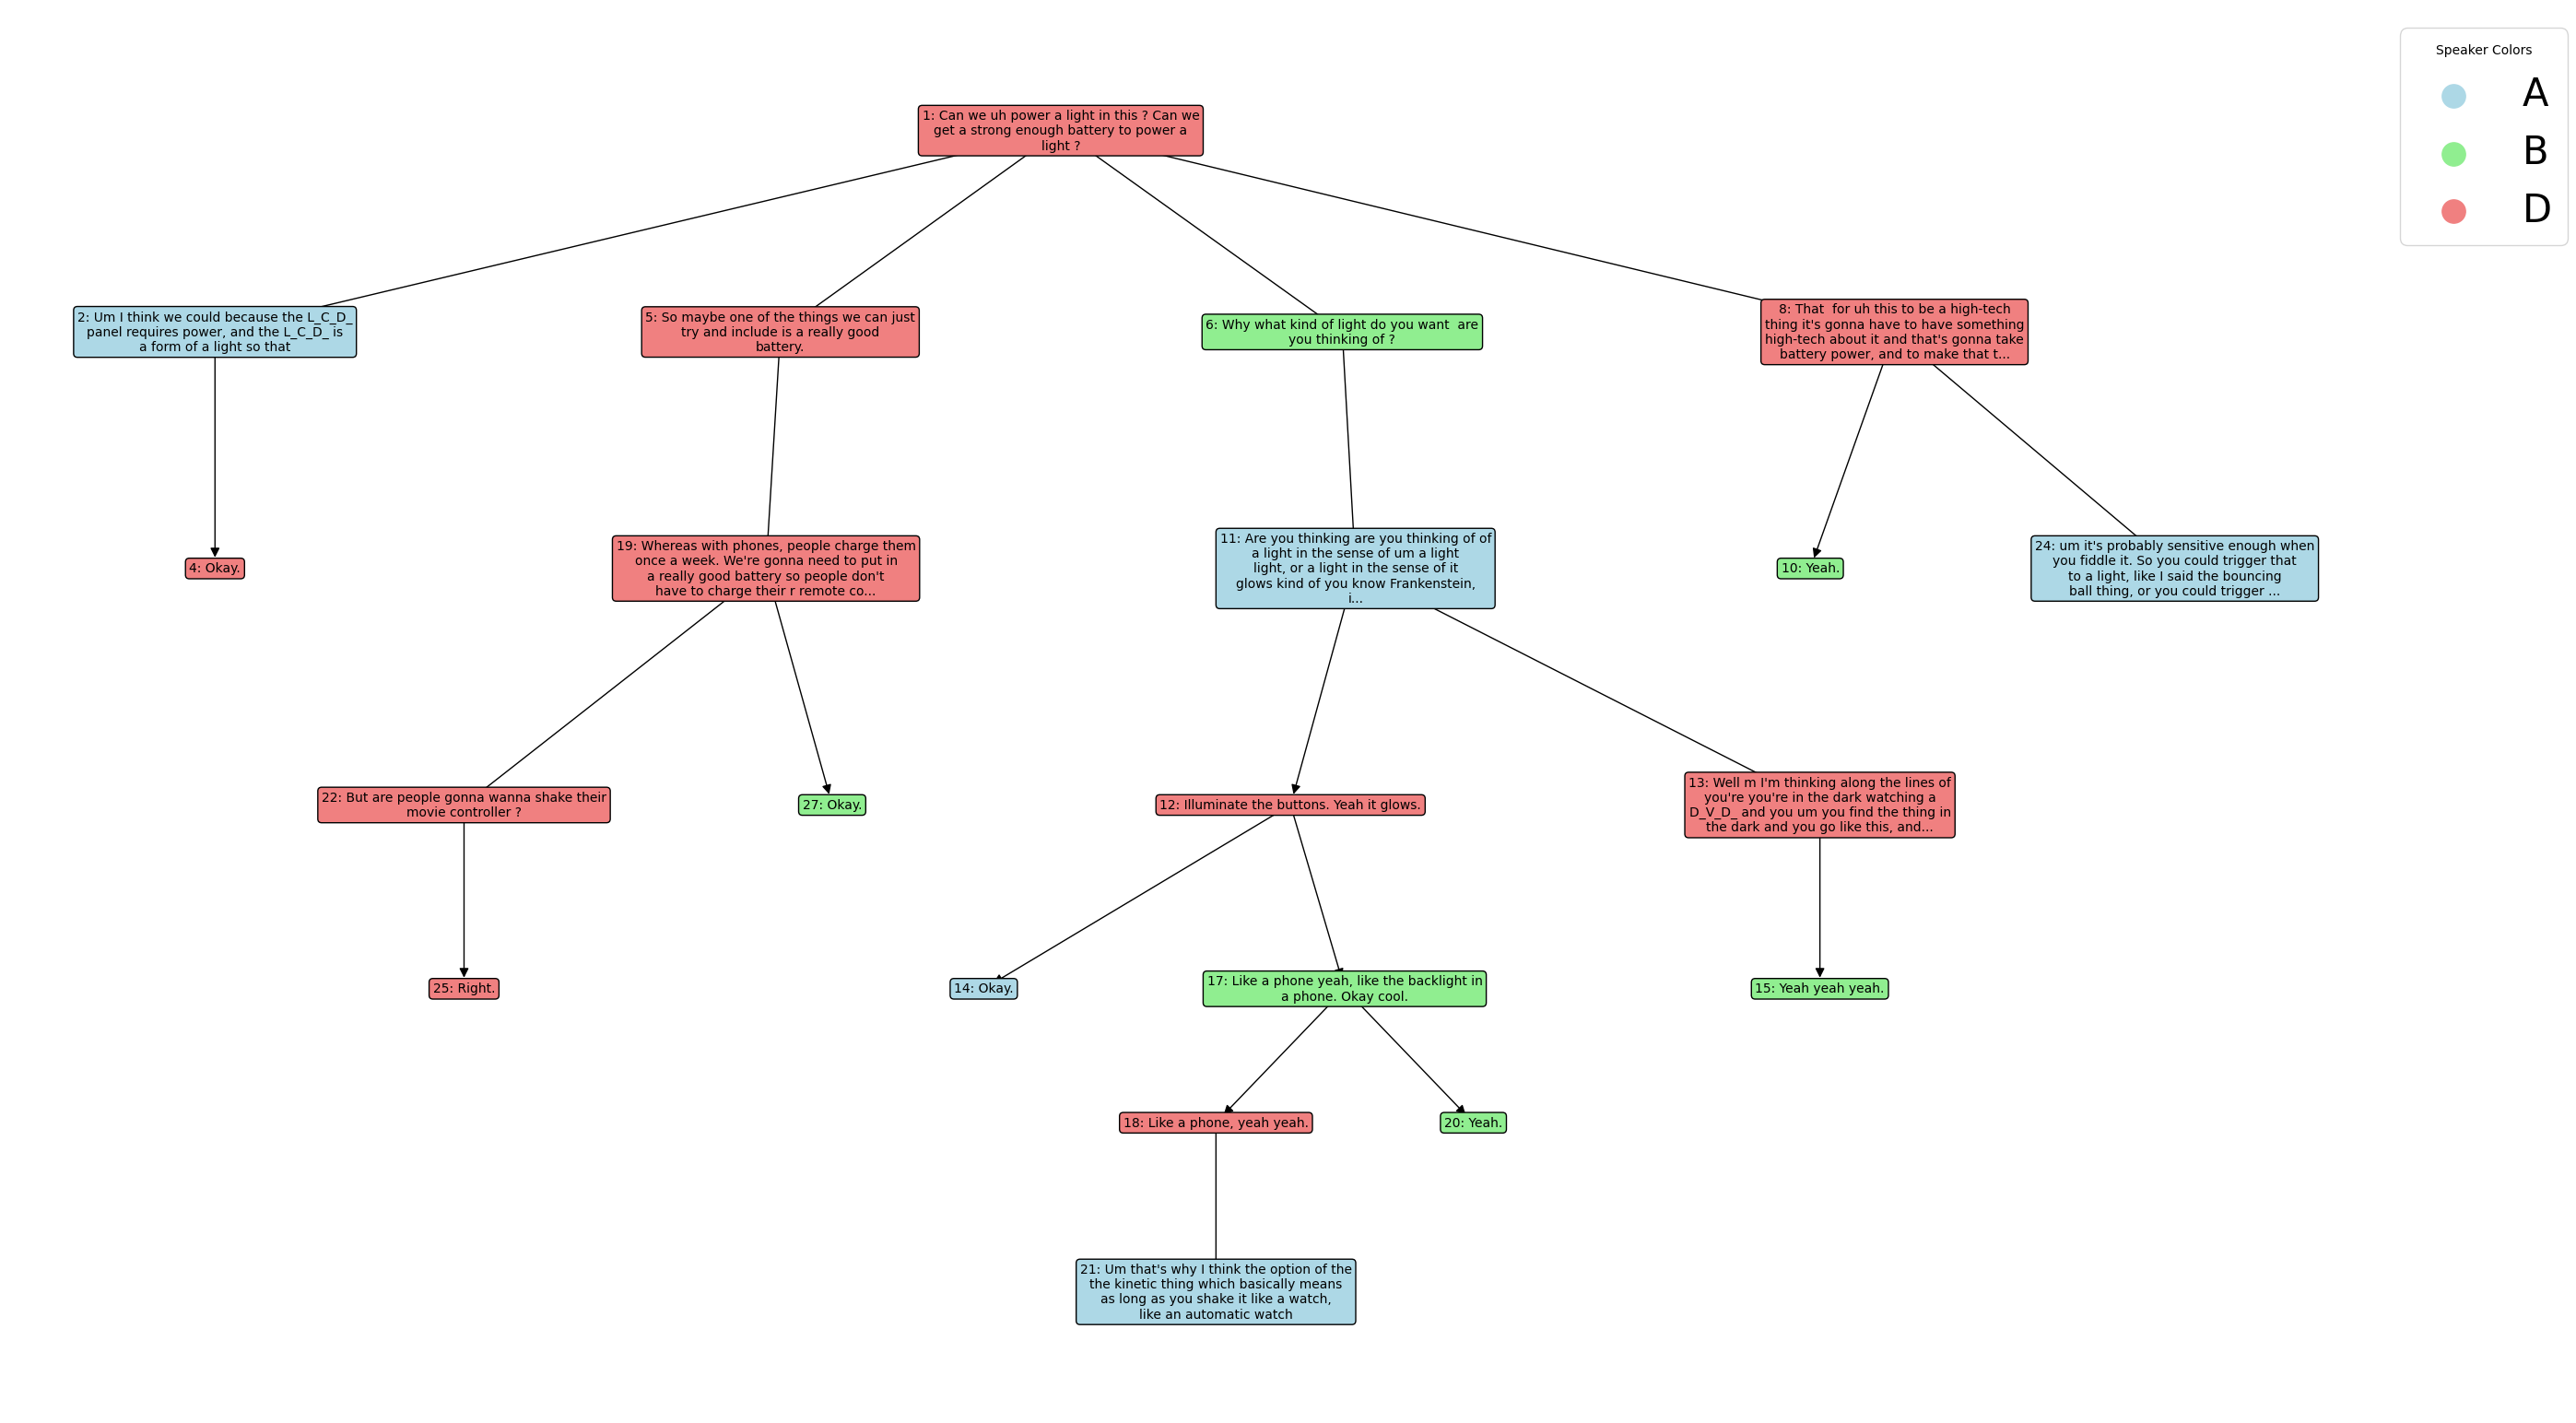 Speaker Colors
A
B
D
1: Can we uh power a light in this ? Can we
get a strong enough battery to power a
light ?
2: Um I think we could because the L_C_D_
panel requires power, and the L_C_D_ is
a form of a light so that
5: So maybe one of the things we can just
try and include is a really good
battery.
6: Why what kind of light do you want  are
you thinking of ?
8: That  for uh this to be a high-tech
thing it's gonna have to have something
high-tech about it and that's gonna take
battery power, and to make that t...
4: Okay.
19: Whereas with phones, people charge them
once a week. We're gonna need to put in
a really good battery so people don't
have to charge their r remote co...
11: Are you thinking are you thinking of of
a light in the sense of um a light
light, or a light in the sense of it
glows kind of you know Frankenstein,
i...
10: Yeah.
24: um it's probably sensitive enough when
you fiddle it. So you could trigger that
to a light, like I said the bouncing
ball thing, or you could trigger ...
22: But are people gonna wanna shake their
movie controller ?
27: Okay.
12: Illuminate the buttons. Yeah it glows.
13: Well m I'm thinking along the lines of
you're you're in the dark watching a
D_V_D_ and you um you find the thing in
the dark and you go like this, and...
25: Right.
14: Okay.
17: Like a phone yeah, like the backlight in
a phone. Okay cool.
15: Yeah yeah yeah.
18: Like a phone, yeah yeah.
20: Yeah.
21: Um that's why I think the option of the
the kinetic thing which basically means
as long as you shake it like a watch,
like an automatic watch